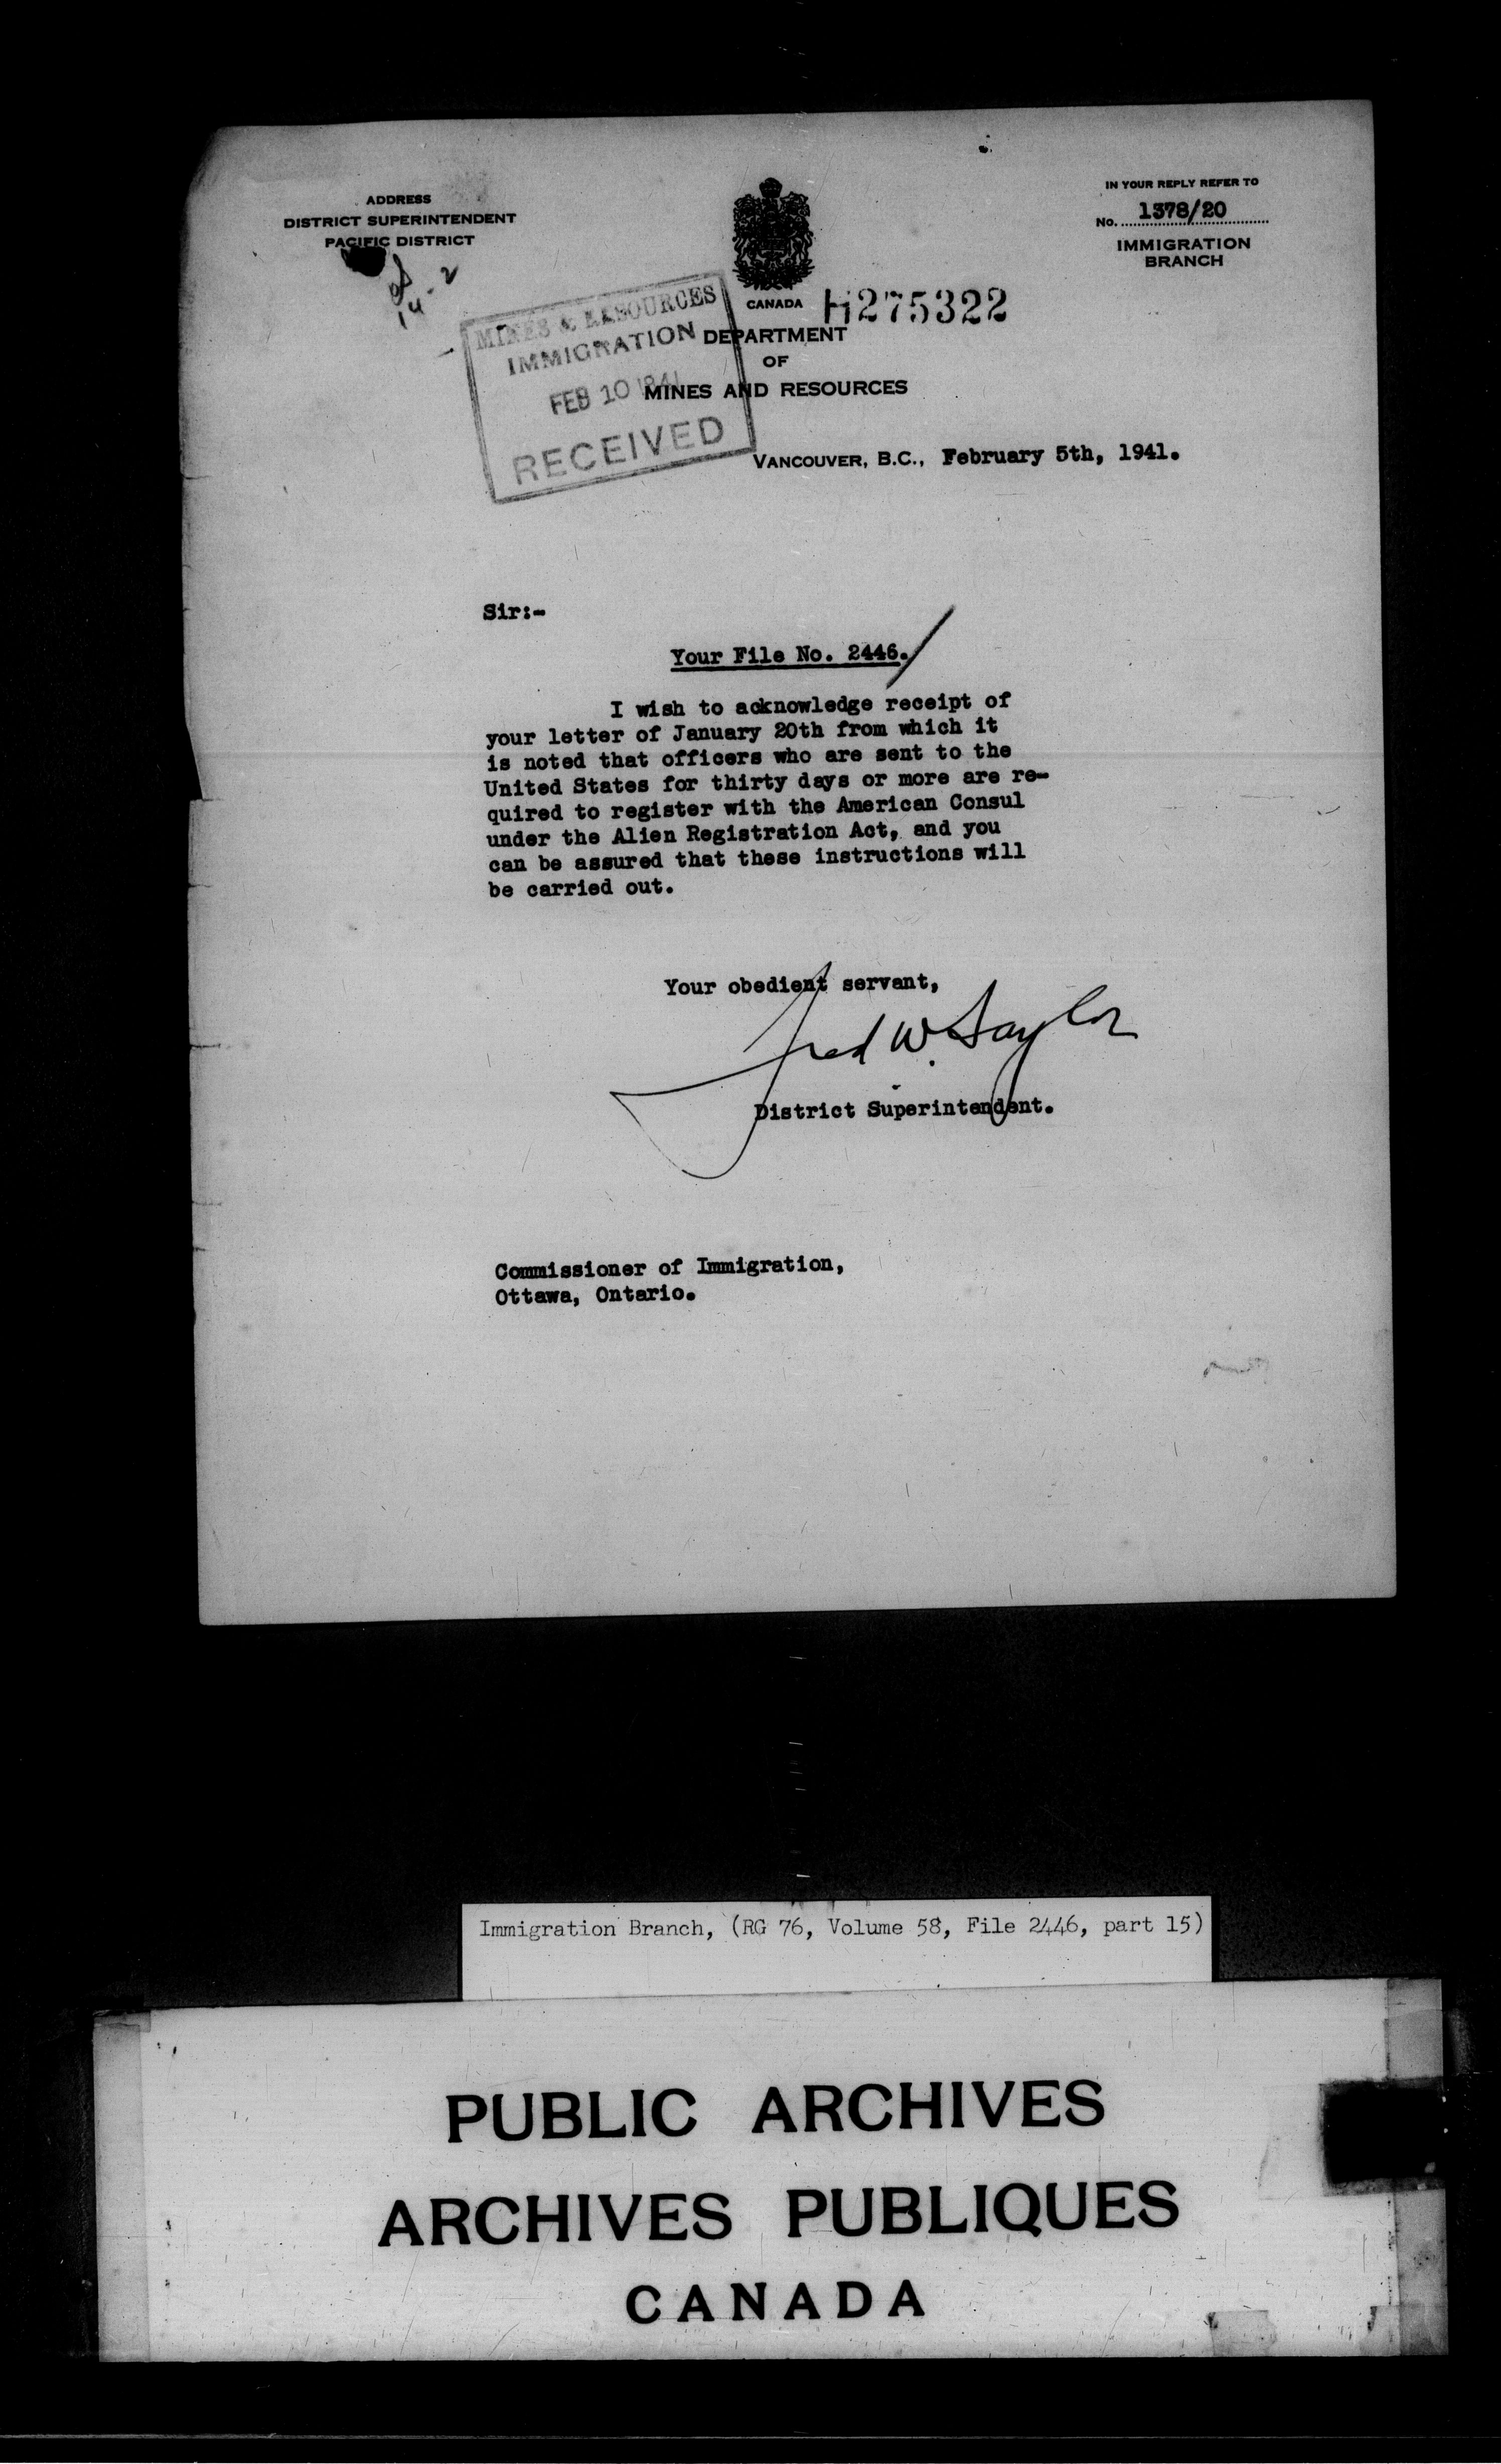 ADDRESS
DISTRICT SUPERINTENDENT
PACIFIC DISTRICT
14-2
IN YOUR REPLY REFER TO
No. 1378/20
IMMIGRATION
BRANCH
CANADA
H275322
MINES & RESOURCES
IMMIGRATION
FEB 10 1941
RECEIVED
DEPARTMENT
OF
MINES AND RESOURCES
VANCOUVER, B.C., February 5th, 1941.
Sir:-
Your File No. 2446.
I wish to acknowledge receipt of
your letter of January 20th from which it
is noted that officers who are sent to the
United States for thirty days or more are re-
quired to register with the American Consul
under the Alien Registration Act, and you
can be assured that these instructions will
be carried out.
Your obedient servant,
Fred W. Taylor
District Superintendent.
Commissioner of Immigration,
Ottawa, Ontario.
Immigration Branch, (RG 76, Volume 58, File 2446, part 15)
PUBLIC ARCHIVES
ARCHIVES PUBLIQUES
CANADA